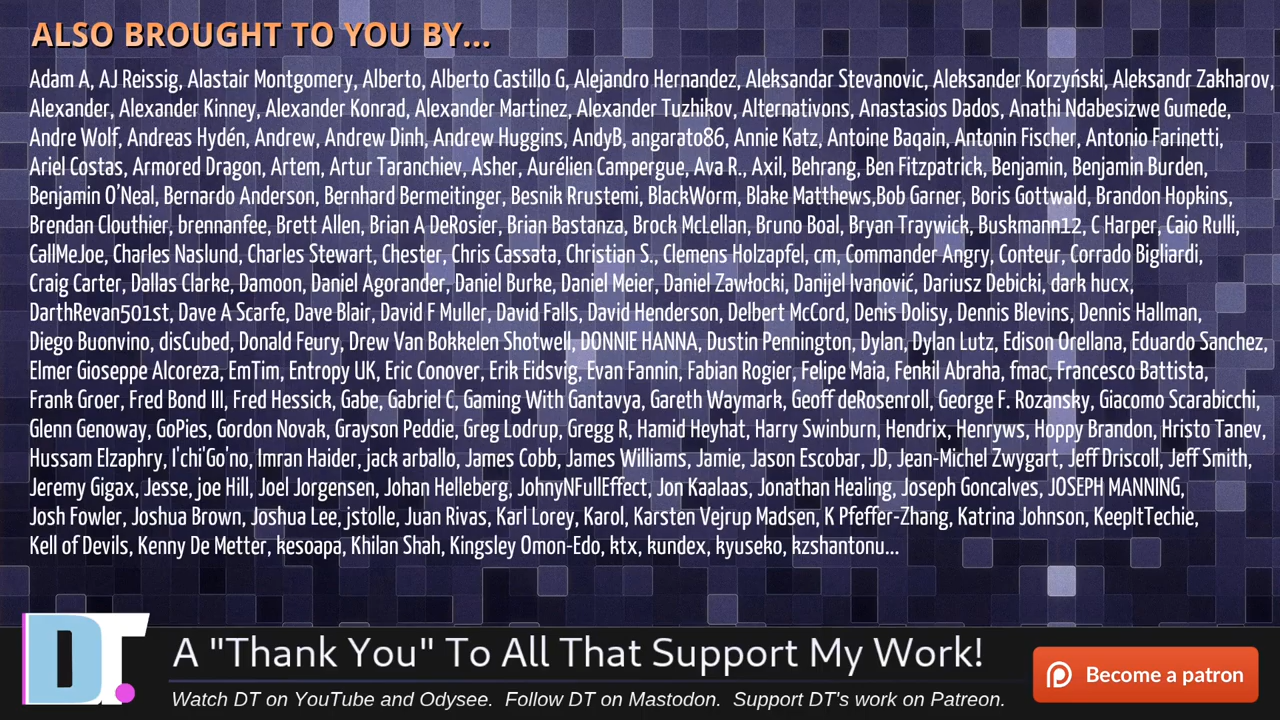 ALSO BROUGHT TO YOU BY...
Adam A, AJ Reissig, Alastair Montgomery, Alberto, Alberto Castillo G, Alejandro Hernandez, Aleksandar Stevanovic, Aleksander Korzyński, Aleksandr Zakharov,
Alexander, Alexander Kinney, Alexander Konrad, Alexander Martinez, Alexander Tuzhikov, Alternativons, Anastasios Dados, Anathi Ndabesizwe Gumede,
Andre Wolf, Andreas Hydén, Andrew, Andrew Dinh, Andrew Huggins, AndyB, angarato86, Annie Katz, Antoine Baqain, Antonin Fischer, Antonio Farinetti,
Ariel Costas, Armored Dragon, Artem, Artur Taranchiev, Asher, Aurélien Campergue, Ava R., Axil, Behrang, Ben Fitzpatrick, Benjamin, Benjamin Burden,
Benjamin O’Neal, Bernardo Anderson, Bernhard Bermeitinger, Besnik Rrustemi, BlackWorm, Blake Matthews,Bob Garner, Boris Gottwald, Brandon Hopkins,
Brendan Clouthier, brennanfee, Brett Allen, Brian A DeRosier, Brian Bastanza, Brock McLellan, Bruno Boal, Bryan Traywick, Buskmann12, C Harper, Caio Rulli,
CallMeJoe, Charles Naslund, Charles Stewart, Chester, Chris Cassata, Christian S., Clemens Holzapfel, cm, Commander Angry, Conteur, Corrado Bigliardi,
Craig Carter, Dallas Clarke, Damoon, Daniel Agorander, Daniel Burke, Daniel Meier, Daniel Zawłocki, Danijel Ivanović, Dariusz Debicki, dark hucx,
DarthRevan501st, Dave A Scarfe, Dave Blair, David F Muller, David Falls, David Henderson, Delbert McCord, Denis Dolisy, Dennis Blevins, Dennis Hallman,
Diego Buonvino, disCubed, Donald Feury, Drew Van Bokkelen Shotwell, DONNIE HANNA, Dustin Pennington, Dylan, Dylan Lutz, Edison Orellana, Eduardo Sanchez,
Elmer Gioseppe Alcoreza, EmTim, Entropy UK, Eric Conover, Erik Eidsvig, Evan Fannin, Fabian Rogier, Felipe Maia, Fenkil Abraha, fmac, Francesco Battista,
Frank Groer, Fred Bond III, Fred Hessick, Gabe, Gabriel C, Gaming With Gantavya, Gareth Waymark, Geoff deRosenroll, George F. Rozansky, Giacomo Scarabicchi,
Glenn Genoway, GoPies, Gordon Novak, Grayson Peddie, Greg Lodrup, Gregg R, Hamid Heyhat, Harry Swinburn, Hendrix, Henryws, Hoppy Brandon, Hristo Tanev,
Hussam Elzaphry, I'chi'Go'no, Imran Haider, jack arballo, James Cobb, James Williams, Jamie, Jason Escobar, JD, Jean-Michel Zwygart, Jeff Driscoll, Jeff Smith,
Jeremy Gigax, Jesse, joe Hill, Joel Jorgensen, Johan Helleberg, JohnyNFullEffect, Jon Kaalaas, Jonathan Healing, Joseph Goncalves, JOSEPH MANNING,
Josh Fowler, Joshua Brown, Joshua Lee, jstolle, Juan Rivas, Karl Lorey, Karol, Karsten Vejrup Madsen, K Pfeffer-Zhang, Katrina Johnson, KeepItTechie,
Kell of Devils, Kenny De Metter, kesoapa, Khilan Shah, Kingsley Omon-Edo, ktx, kundex, kyuseko, kzshantonu...
DT
A "Thank You" To All That Support My Work!
Become a patron
Watch DT on YouTube and Odysee. Follow DT on Mastodon. Support DT's work on Patreon.